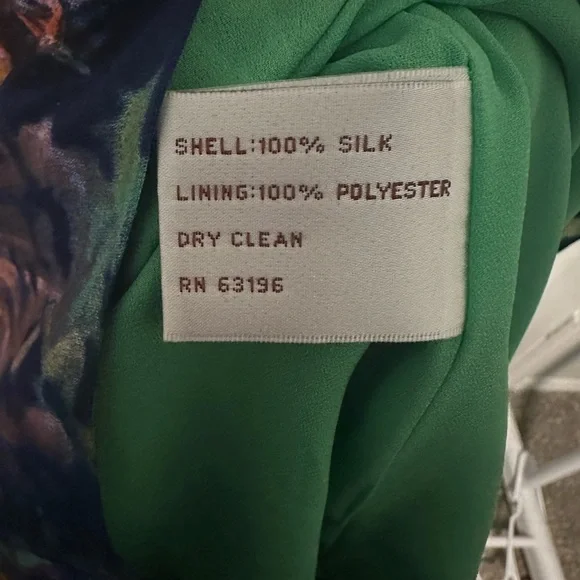 SHELL:100% SILK
LINING:100% POLYESTER
DRY CLEAN
RN 63196